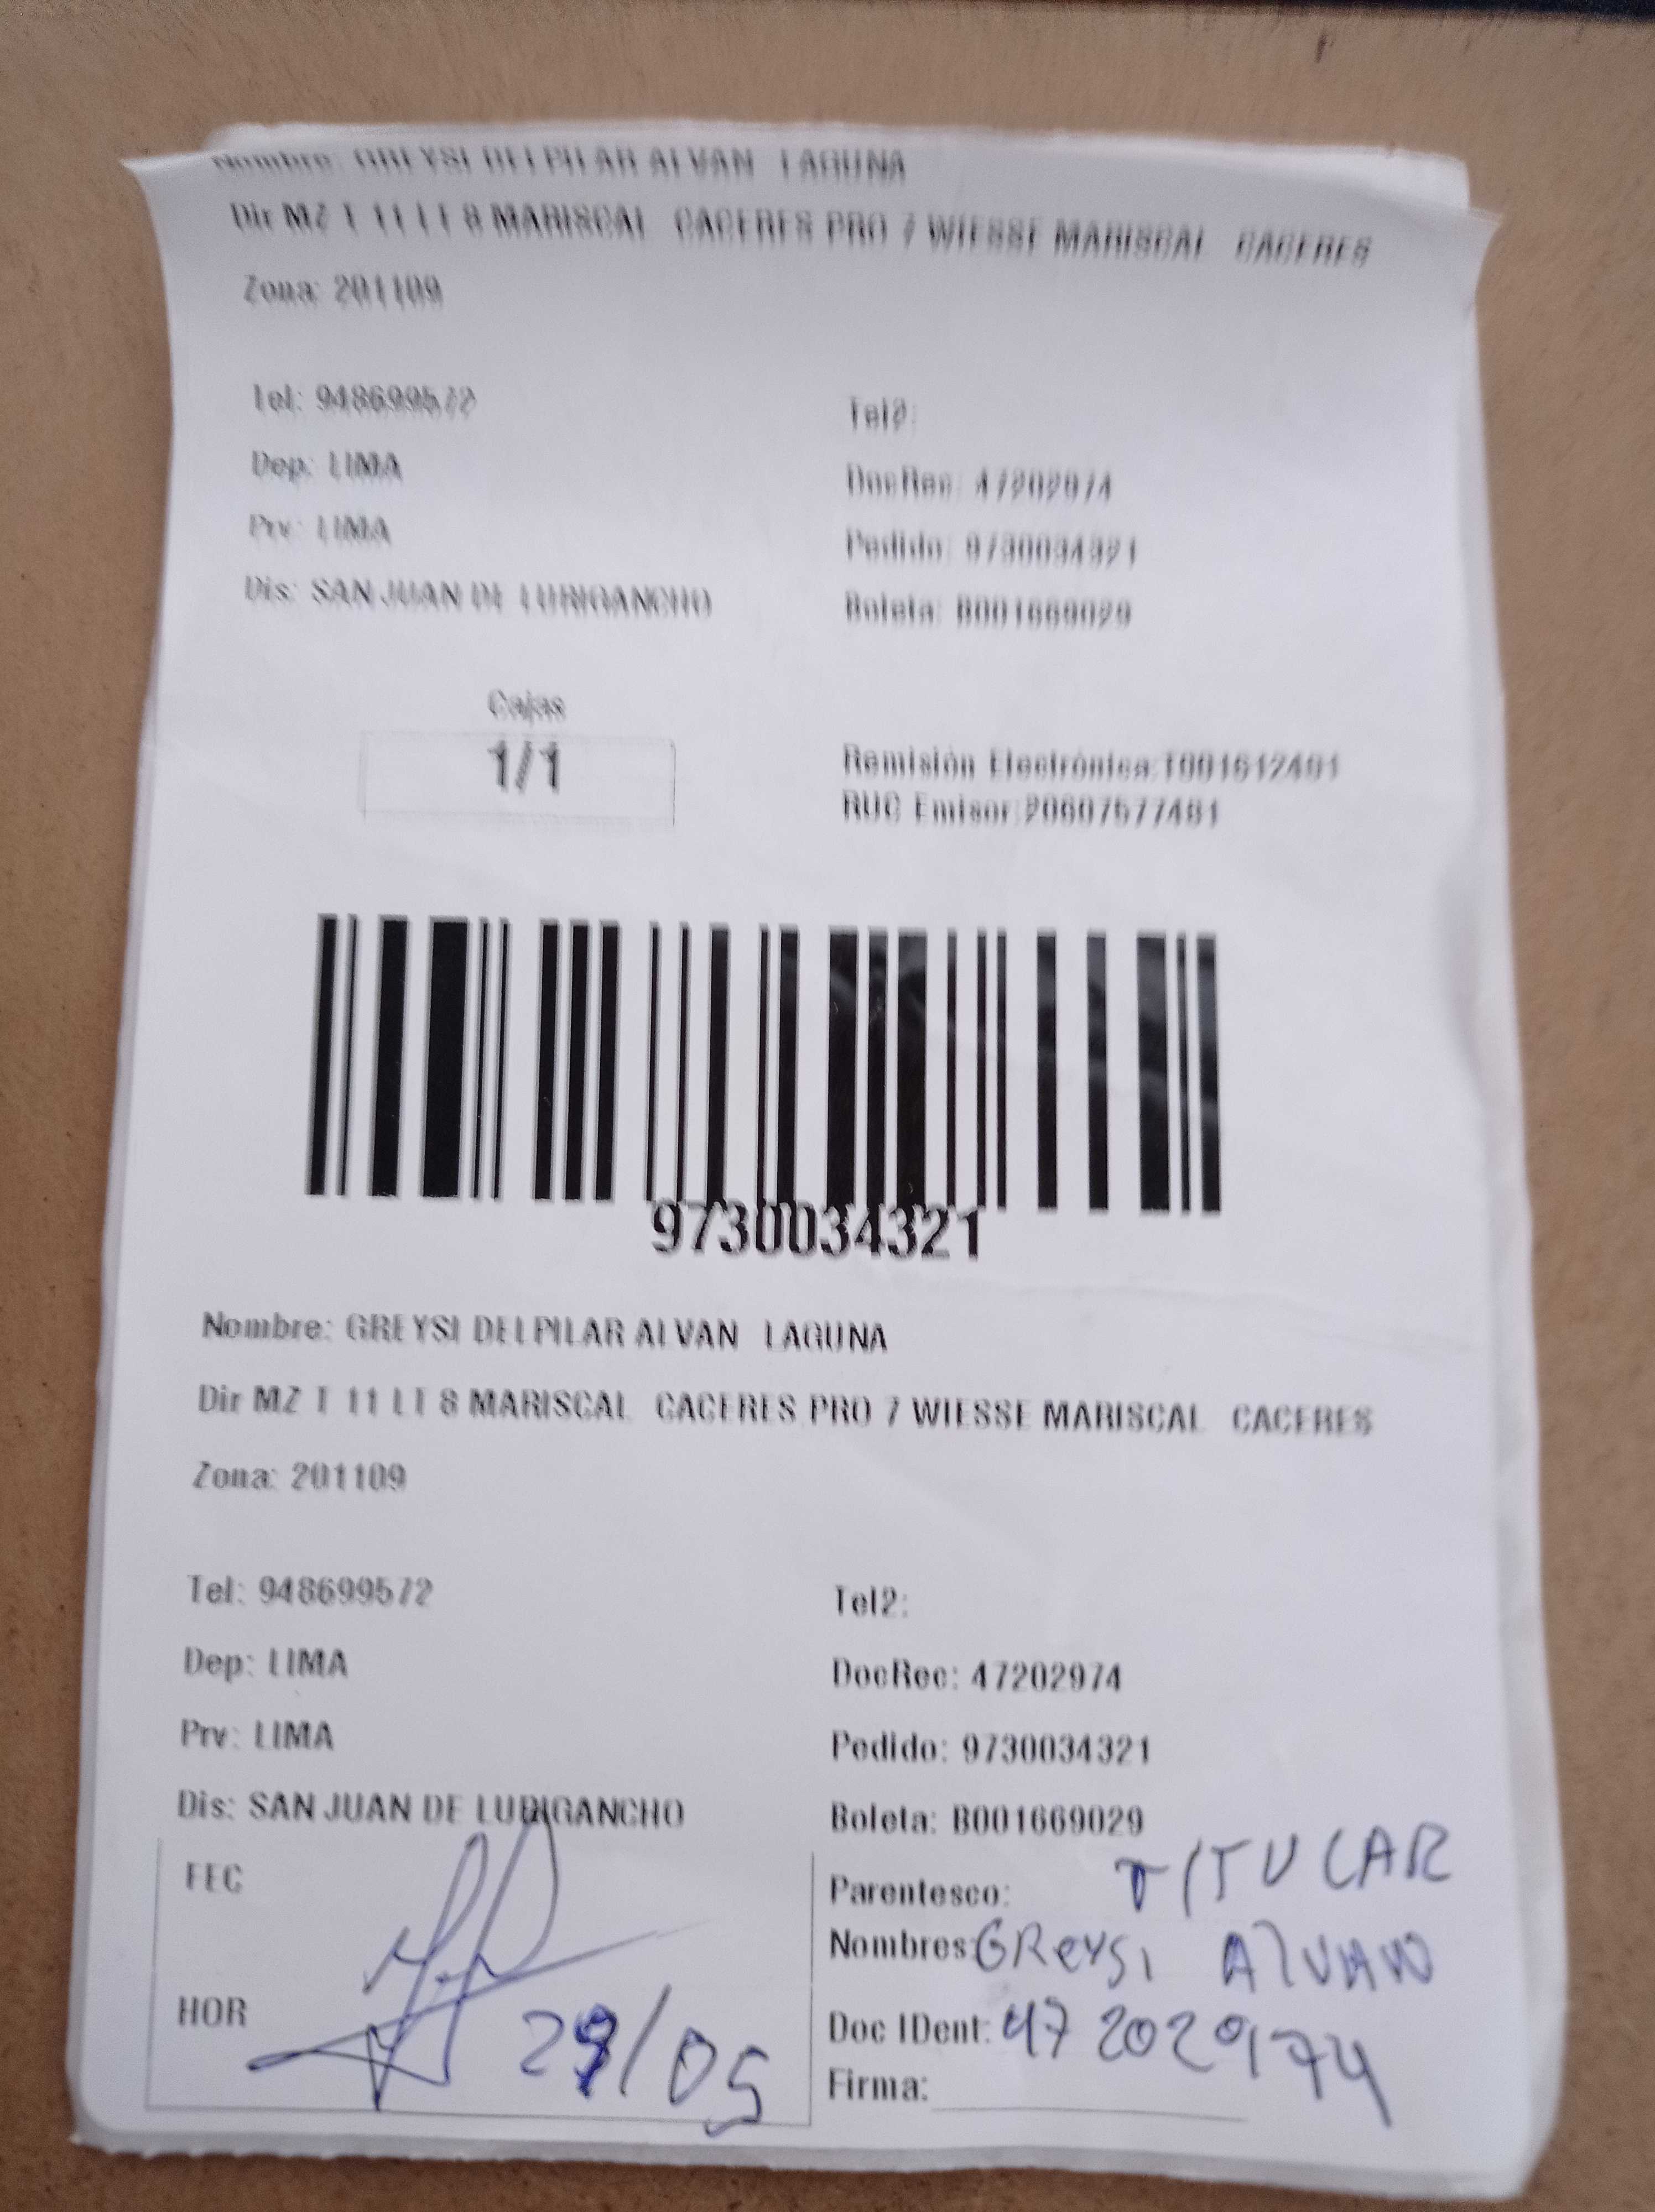 Nombre: GREYSI DELPILAR ALVAN LAGUNA
Dir MZ T 11 LT 8 MARISCAL CACERES PRO 7 WIESSE MARISCAL CACERES
Zona: 201109
Tel: 948699572 Tel2:
Dep: LIMA DocRec: 47202974
Prv: LIMA Pedido: 9730034321
Dis: SAN JUAN DE LURIGANCHO Boleta: B001669029
Cajas
1/1
Remisión Electrónica:T001612491
RUC Emisor:20607577481
9730034321
Nombre: GREYSI DELPILAR ALVAN LAGUNA
Dir MZ T 11 LT 8 MARISCAL CACERES PRO 7 WIESSE MARISCAL CACERES
Zona: 201109
Tel: 948699572 Tel2:
Dep: LIMA DocRec: 47202974
Prv: LIMA Pedido: 9730034321
Dis: SAN JUAN DE LURIGANCHO Boleta: B001669029
FEC Parentesco: TITULAR
Nombres: GReysi AlVAN
HOR 29/05 Doc IDent: 47202974
Firma: